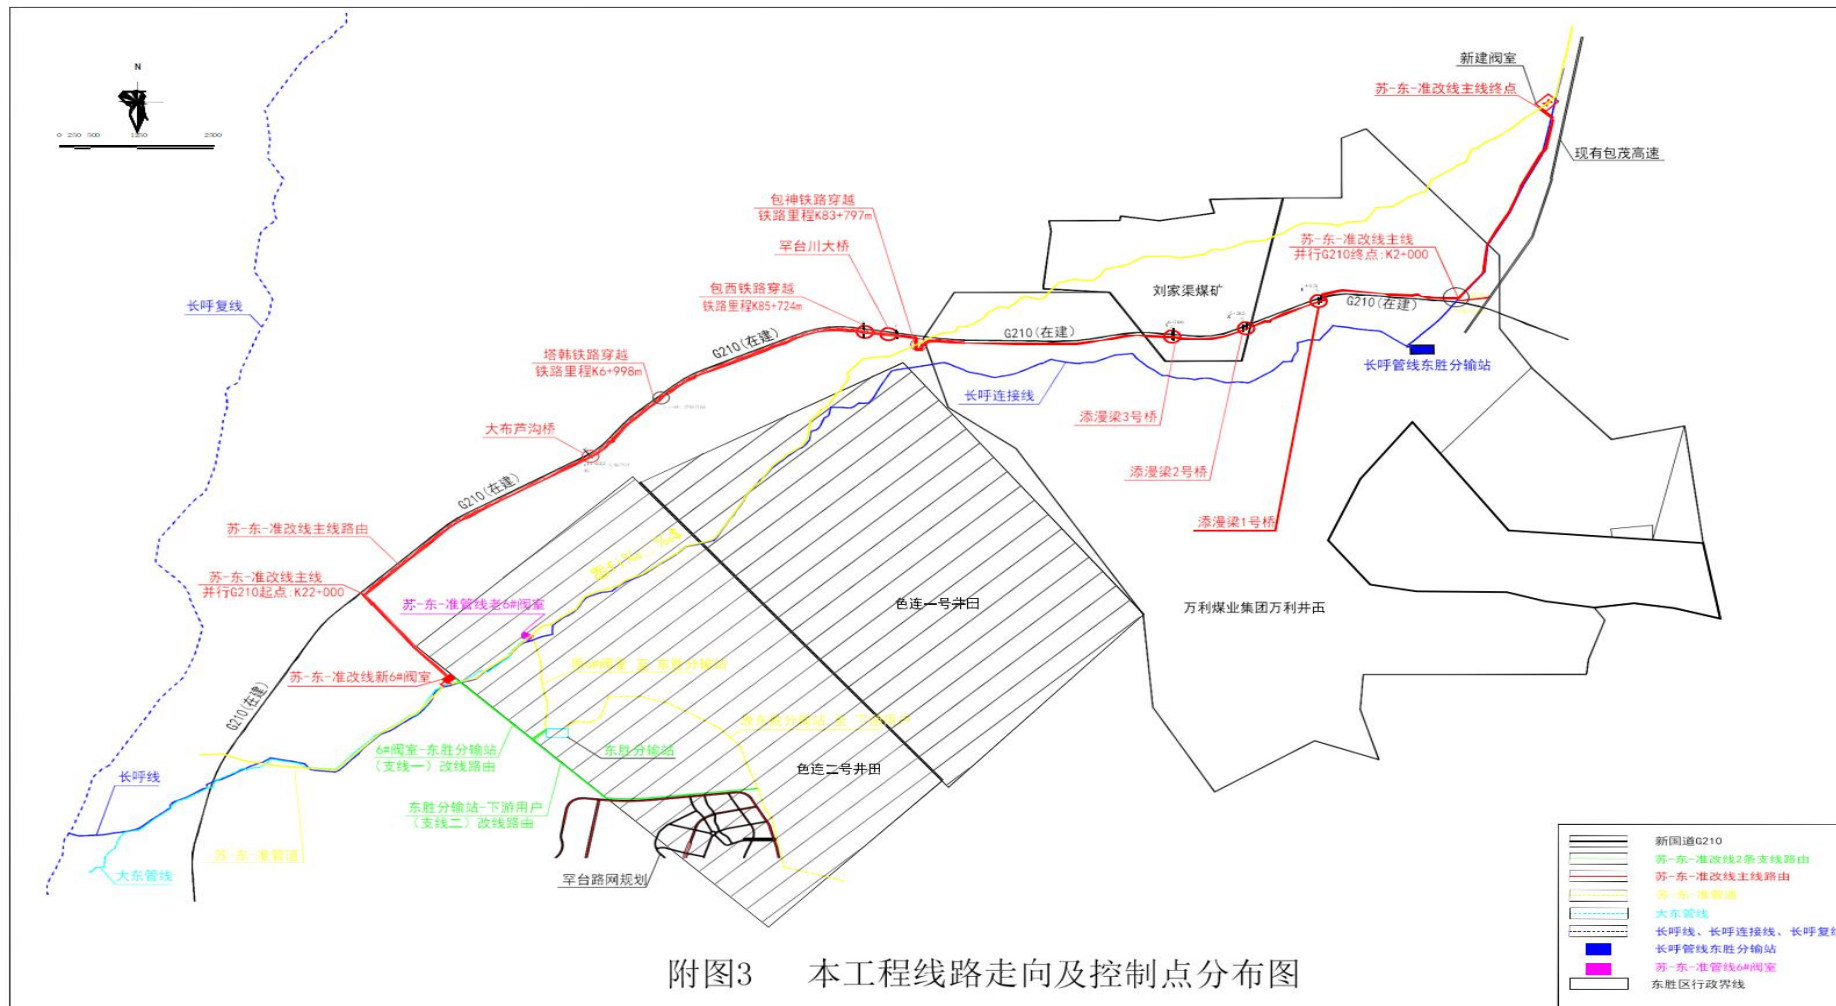 N
0 250 500 1250 2500
新建阀室
苏-东-准改线主线终点
现有包茂高速
包神铁路穿越
铁路里程K83+797m
罕台川大桥
苏-东-准改线主线
并行G210终点:K2+000
包西铁路穿越
铁路里程K85+724m
刘家渠煤矿
长呼复线
G210(在建)
G210(在建)
G210(在建)
塔韩铁路穿越
铁路里程K6+998m
长呼管线东胜分输站
长呼连接线
添漫梁3号桥
大布芦沟桥
添漫梁2号桥
G210(在建)
添漫梁1号桥
苏-东-准改线主线路由
苏-东-准改线主线
并行G210起点:K22+000
苏-东-准管线老6#阀室
色连一号井田
万利煤业集团万利井田
苏-东-准改线新6#阀室
G210(在建)
6#阀室-东胜分输站
(支线一)改线路由
东胜分输站
色连二号井田
长呼线
东胜分输站-下游用户
(支线二)改线路由
苏-东-准管道
大东管线
罕台路网规划
新国道G210
苏-东-准改线2条支线路由
苏-东-准改线主线路由
苏-东-准管道
大东管线
长呼线、长呼连接线、长呼复线
长呼管线东胜分输站
苏-东-准管线6#阀室
东胜区行政界线
附图3 本工程线路走向及控制点分布图